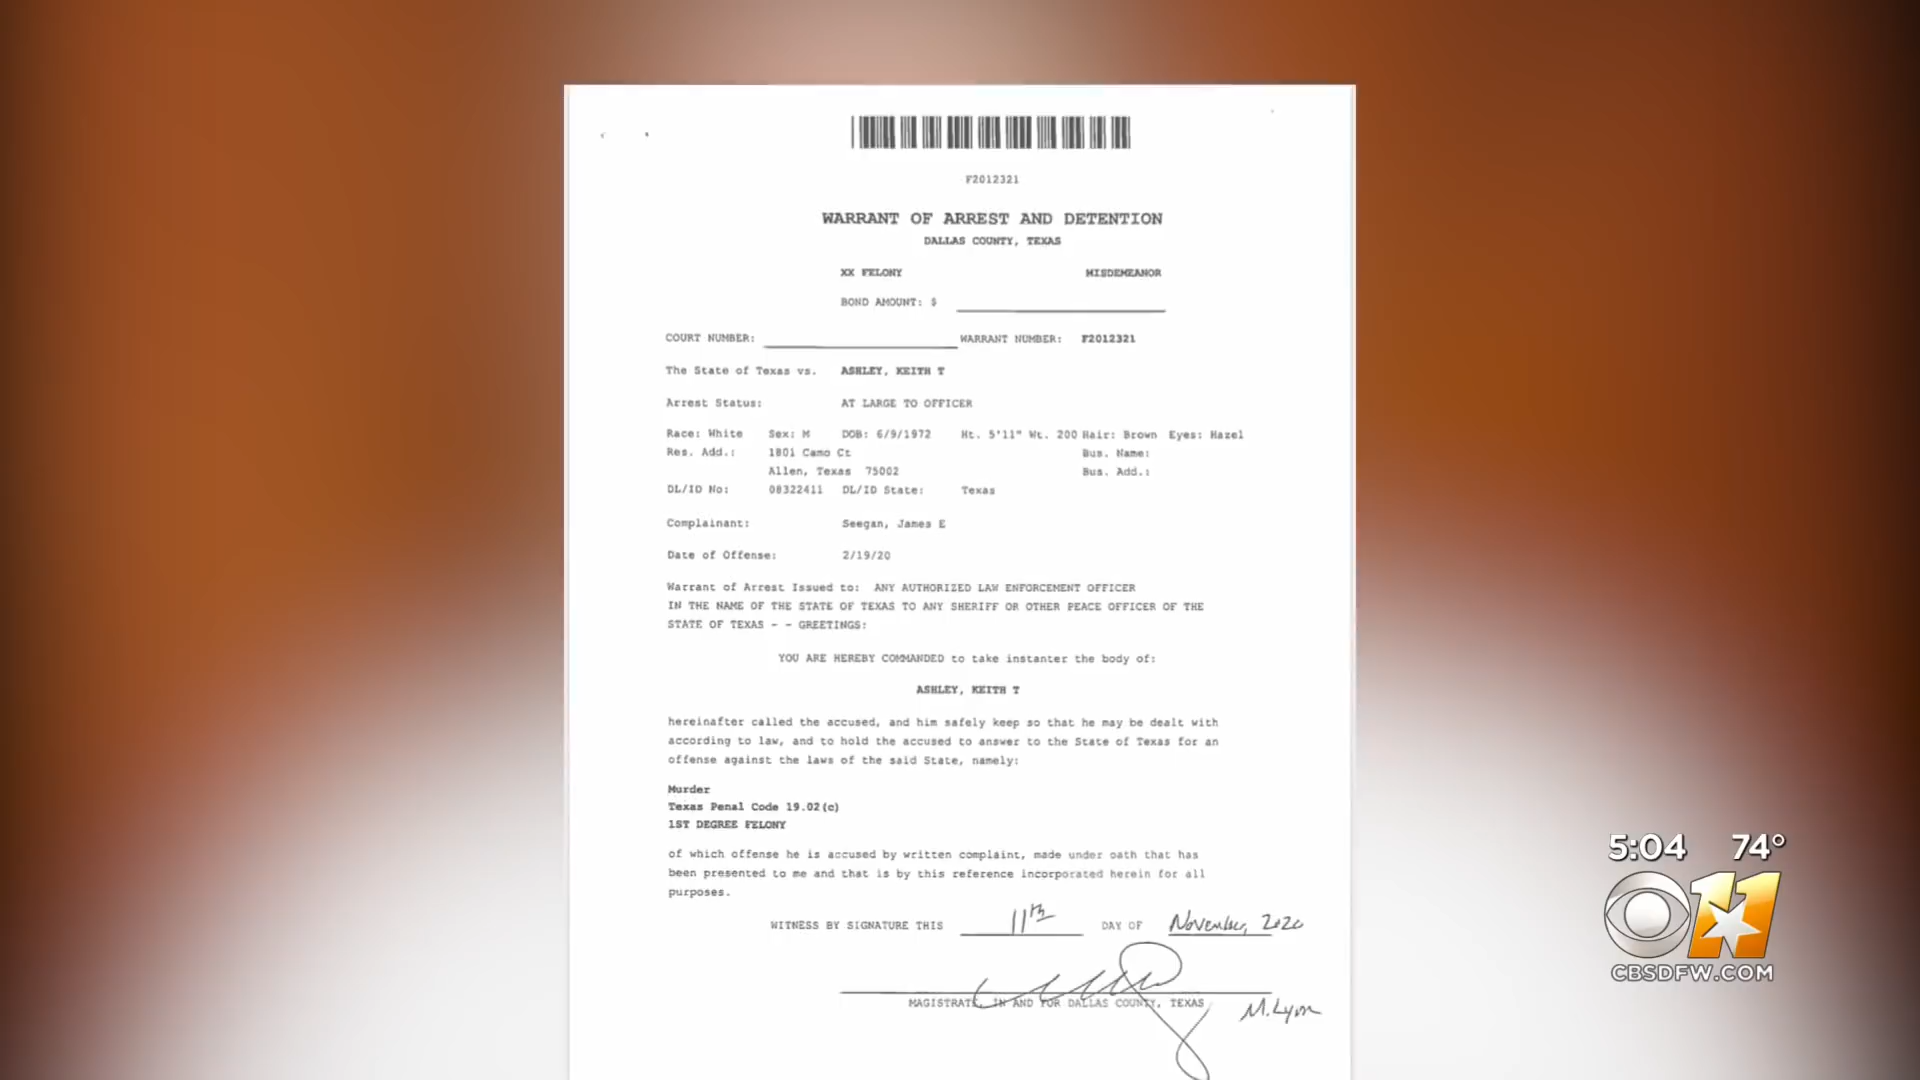 F2012321
WARRANT OF ARREST AND DETENTION
DALLAS COUNTY, TEXAS
XX FELONY MISDEMEANOR
BOND AMOUNT: $
COURT NUMBER: WARRANT NUMBER: F2012321
The State of Texas vs. ASHLEY, KEITH T
Arrest Status: AT LARGE TO OFFICER
Race: White Sex: M DOB: 6/9/1972 Ht. 5'11" Wt. 200 Hair: Brown Eyes: Hazel
Res. Add.: 1801 Camo Ct Bus. Name:
Allen, Texas 75002 Bus. Add.:
DL/ID No: 08322411 DL/ID State: Texas
Complainant: Seegan, James E
Date of Offense: 2/19/20
Warrant of Arrest Issued to: ANY AUTHORIZED LAW ENFORCEMENT OFFICER
IN THE NAME OF THE STATE OF TEXAS TO ANY SHERIFF OR OTHER PEACE OFFICER OF THE
STATE OF TEXAS - - GREETINGS:
YOU ARE HEREBY COMMANDED to take instanter the body of:
ASHLEY, KEITH T
hereinafter called the accused, and him safely keep so that he may be dealt with
according to law, and to hold the accused to answer to the State of Texas for an
offense against the laws of the said State, namely:
Murder
Texas Penal Code 19.02(c)
1ST DEGREE FELONY
of which offense he is accused by written complaint, made under oath that has
been presented to me and that is by this reference incorporated herein for all
purposes.
WITNESS BY SIGNATURE THIS 11th DAY OF November, 2020
MAGISTRATE, IN AND FOR DALLAS COUNTY, TEXAS
M. Lyon
5:04 74°
11
CBSDFW.COM